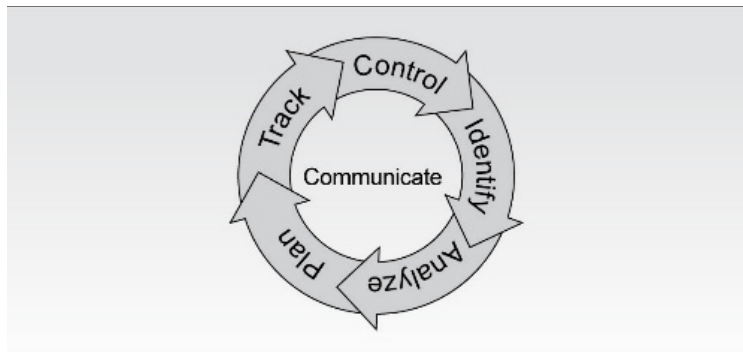 Control
Identify
Analyze
Plan
Track
Communicate